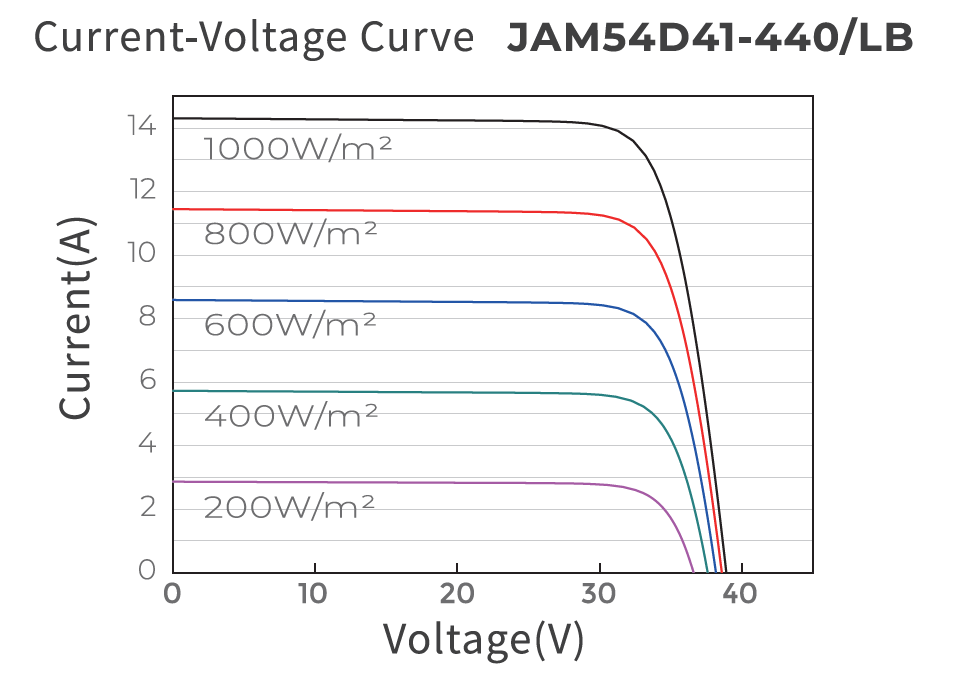 Current-Voltage Curve JAM54D41-440/LB
Current(A)
14
1000W/m²
12
800W/m²
10
8
600W/m²
6
400W/m²
4
2
200W/m²
0
0 10 20 30 40
Voltage(V)